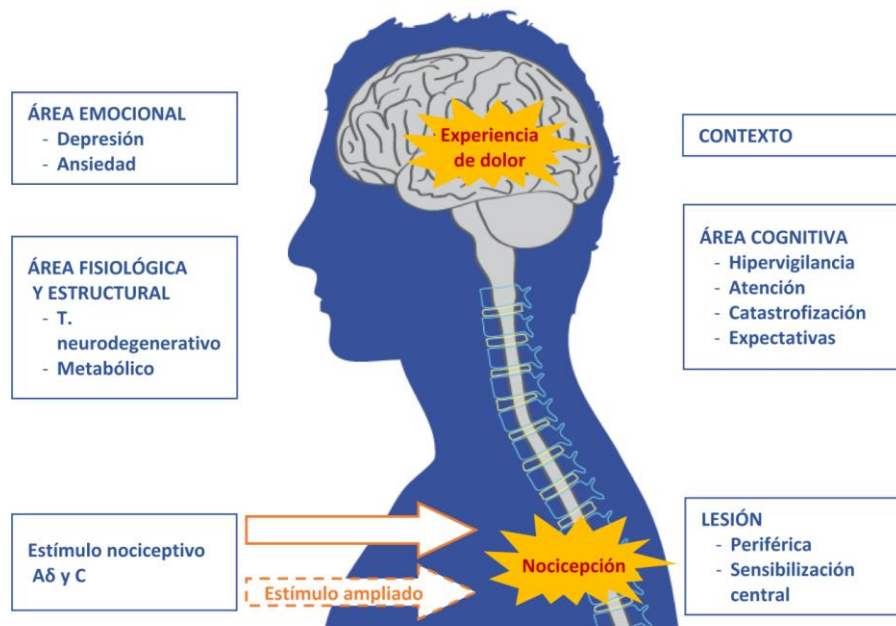 ÁREA EMOCIONAL
- Depresión
- Ansiedad
Experiencia
de dolor
CONTEXTO
ÁREA FISIOLÓGICA
Y ESTRUCTURAL
- T.
neurodegenerativo
- Metabólico
ÁREA COGNITIVA
- Hipervigilancia
- Atención
- Catastrofización
- Expectativas
Estímulo nociceptivo
Aδ y C
Estímulo ampliado
Nocicepción
LESIÓN
- Periférica
- Sensibilización
central